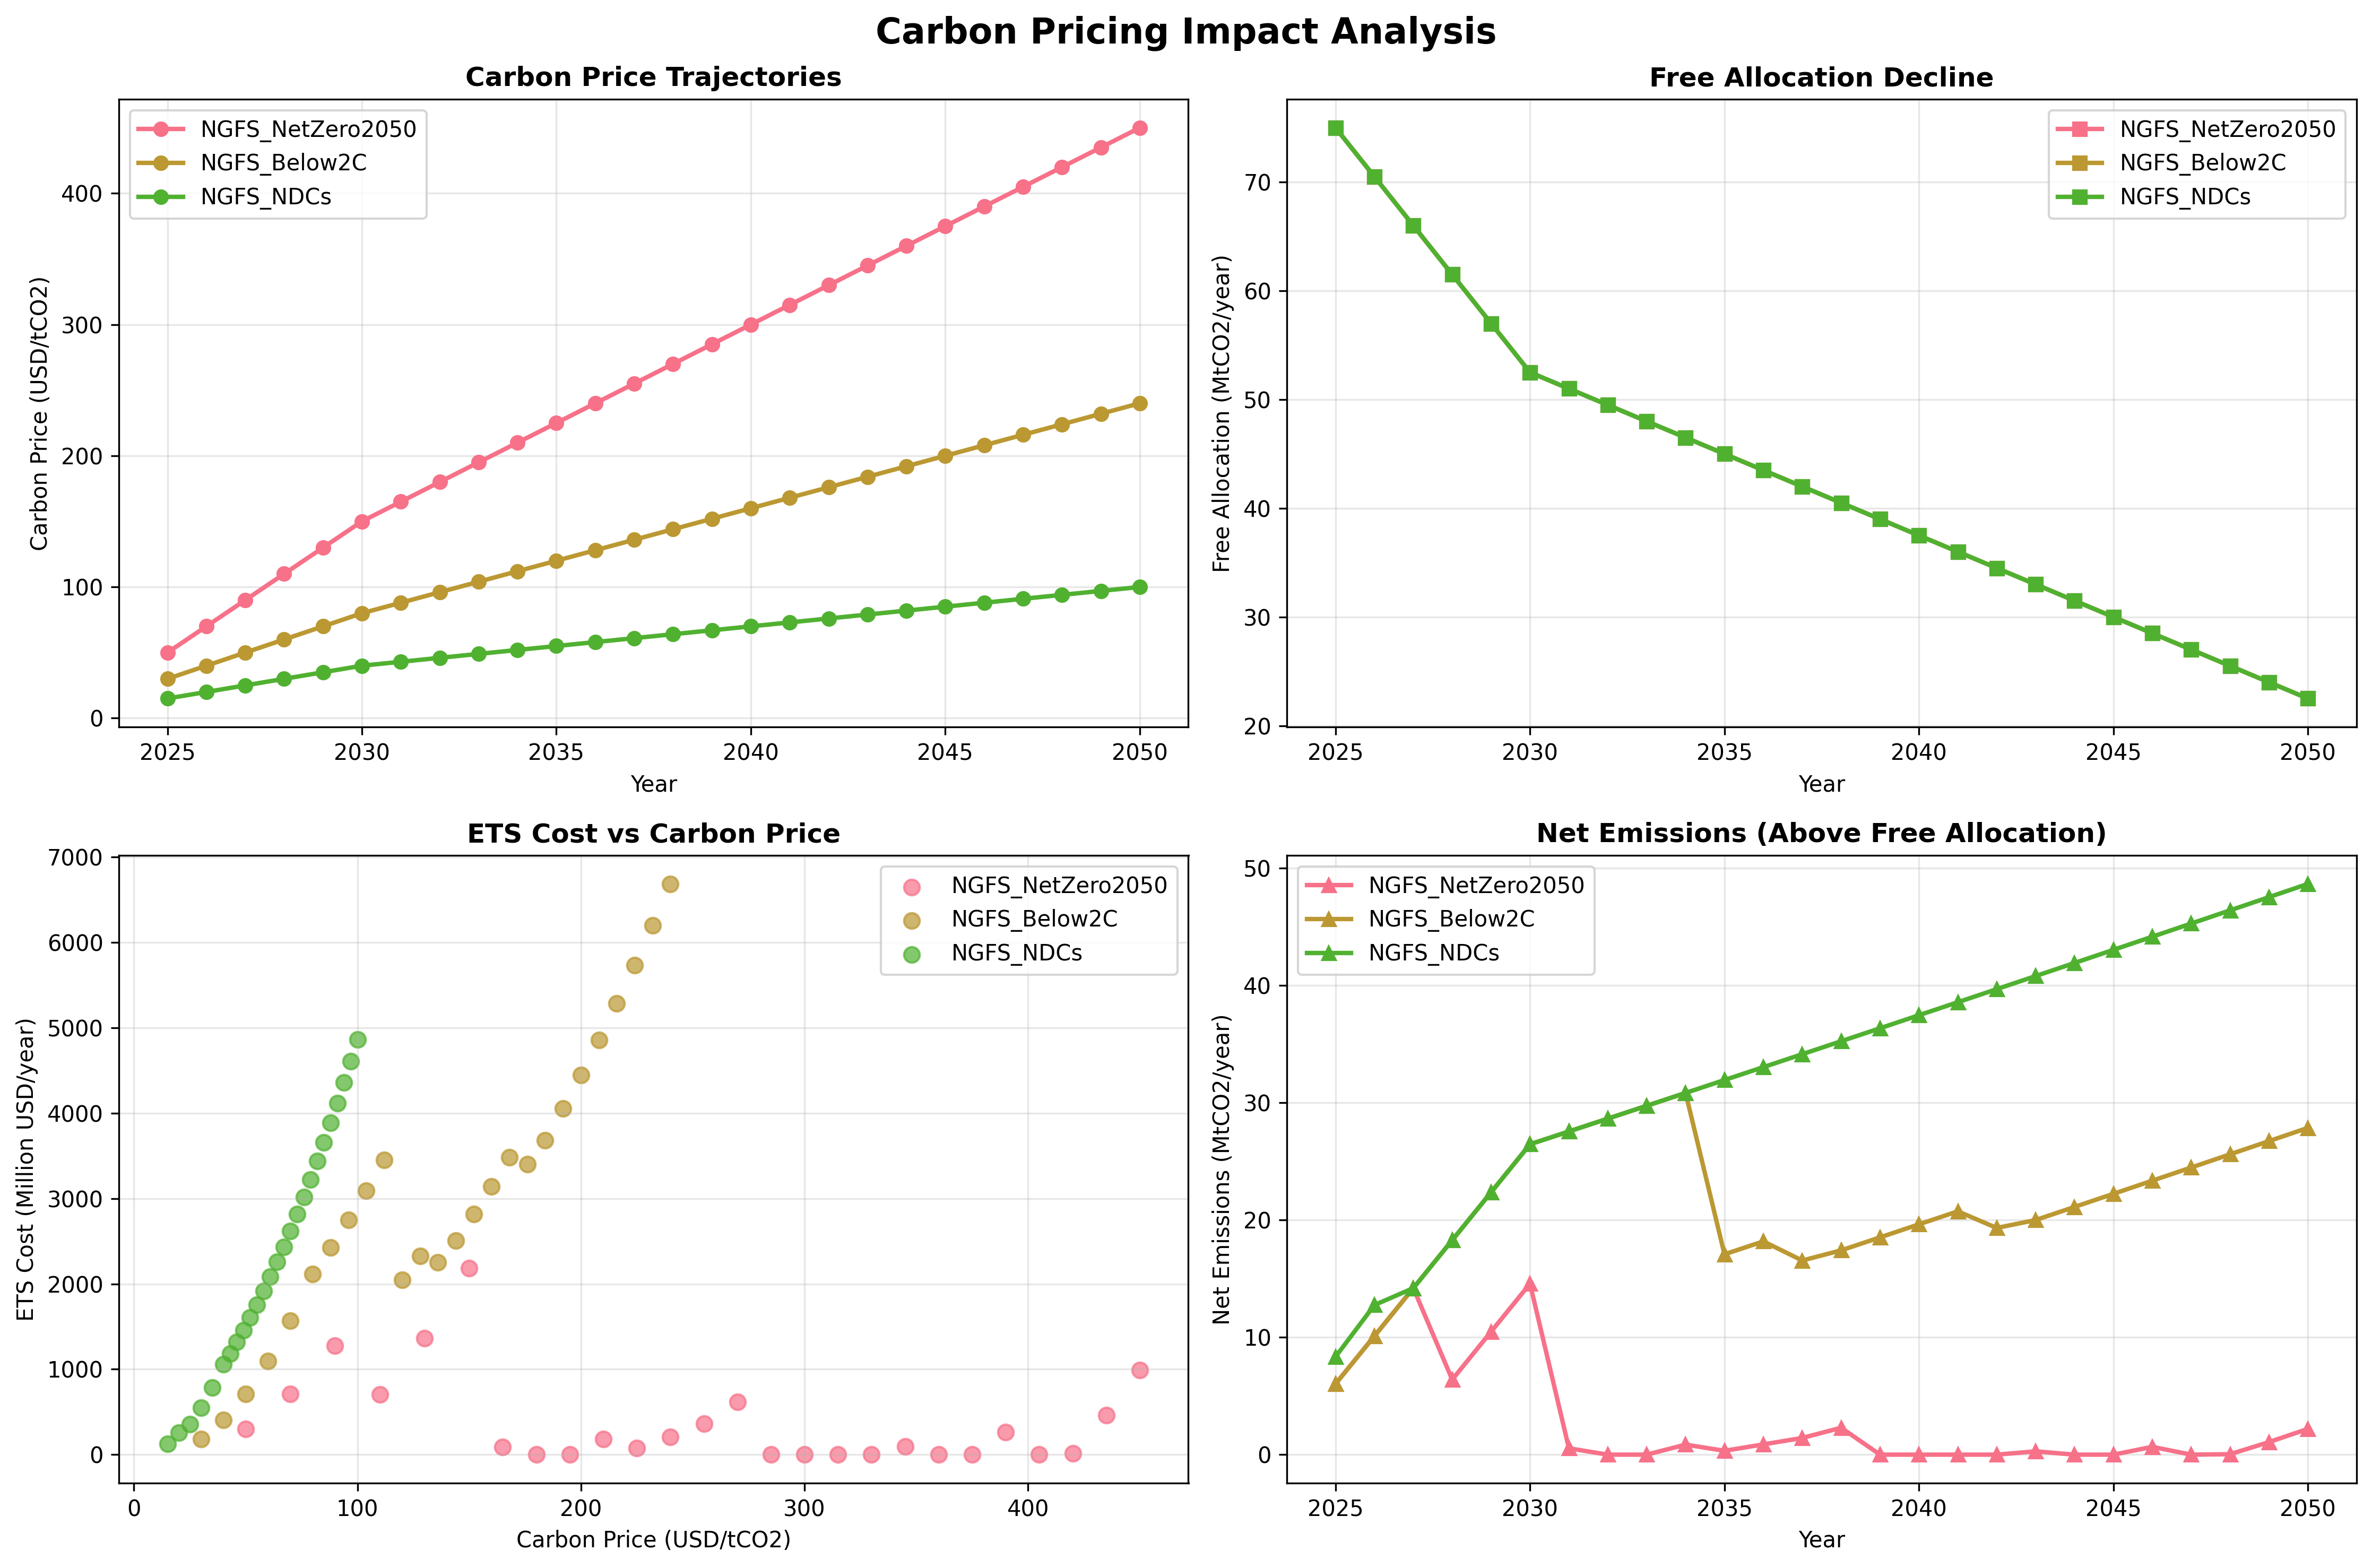 Carbon Pricing Impact Analysis
Carbon Price Trajectories
NGFS_NetZero2050
NGFS_Below2C
NGFS_NDCs
Carbon Price (USD/tCO2)
400
300
200
100
0
2025 2030 2035 2040 2045 2050
Year
Free Allocation Decline
NGFS_NetZero2050
NGFS_Below2C
NGFS_NDCs
Free Allocation (MtCO2/year)
70
60
50
40
30
20
2025 2030 2035 2040 2045 2050
Year
ETS Cost vs Carbon Price
NGFS_NetZero2050
NGFS_Below2C
NGFS_NDCs
ETS Cost (Million USD/year)
7000
6000
5000
4000
3000
2000
1000
0
0 100 200 300 400
Carbon Price (USD/tCO2)
Net Emissions (Above Free Allocation)
NGFS_NetZero2050
NGFS_Below2C
NGFS_NDCs
Net Emissions (MtCO2/year)
50
40
30
20
10
0
2025 2030 2035 2040 2045 2050
Year